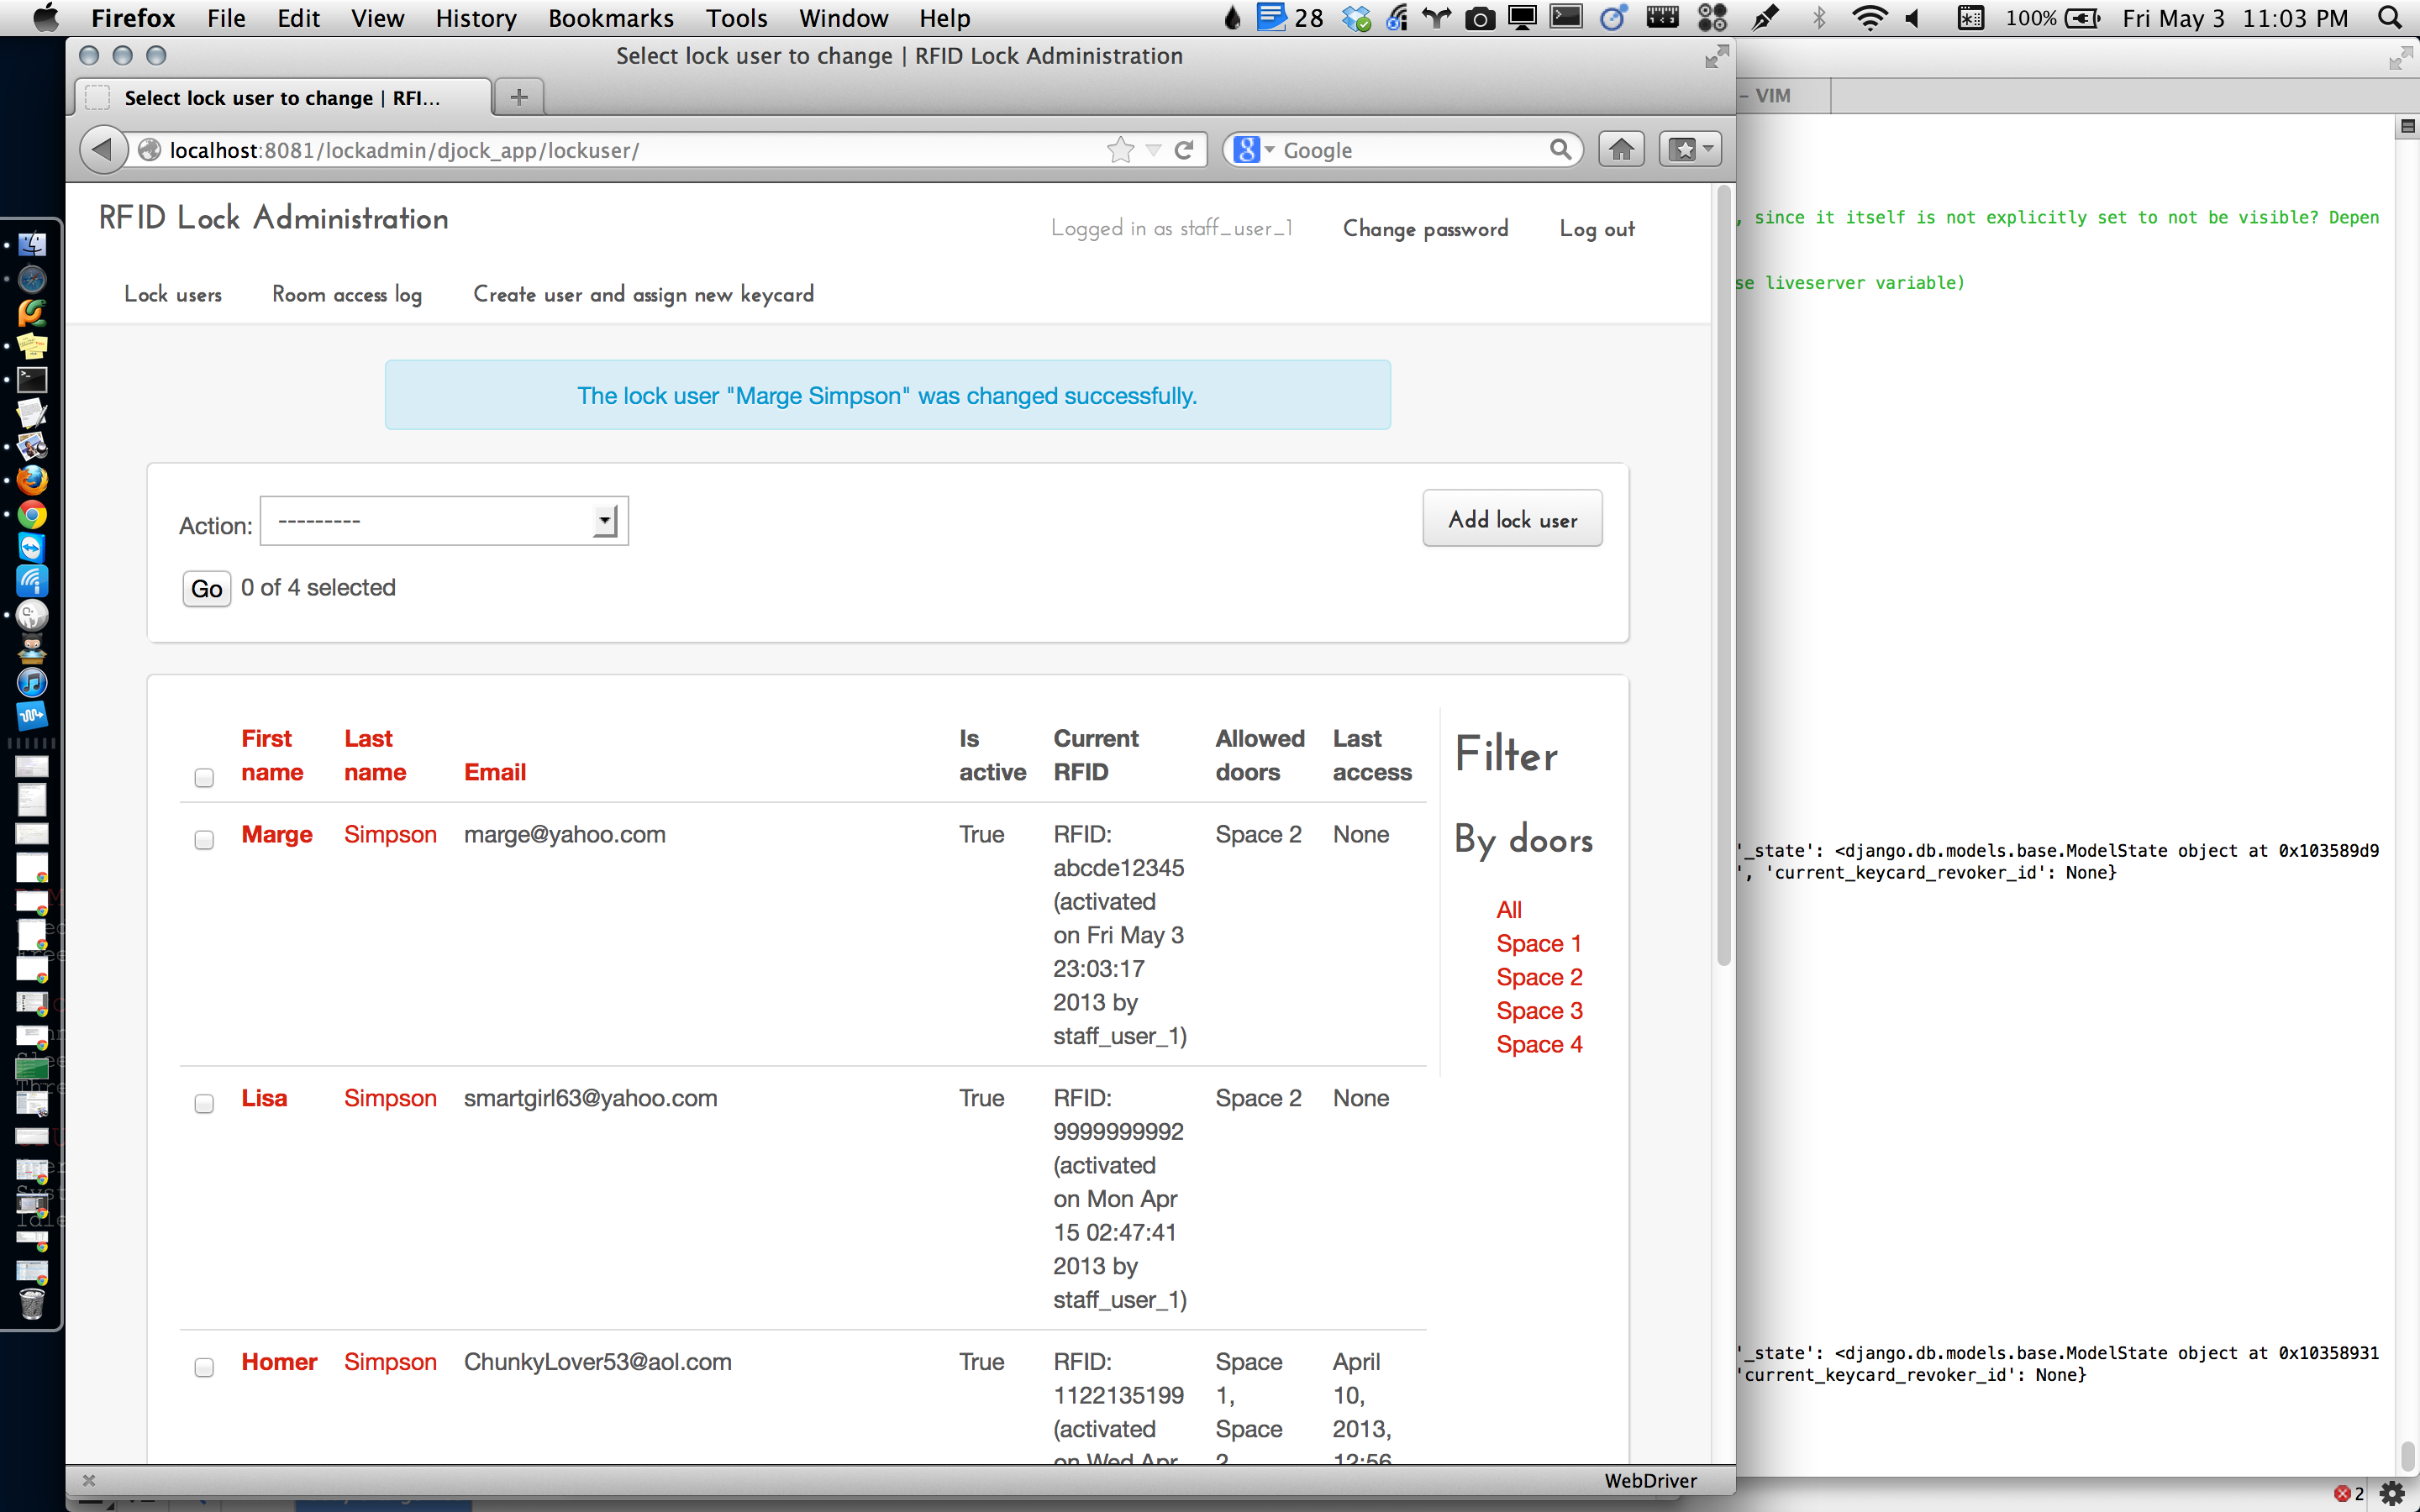 Firefox File Edit View History Bookmarks Tools Window Help 28 100% Fri May 3 11:03 PM
Select lock user to change | RFID Lock Administration
Select lock user to change | RFI...
– VIM
localhost:8081/lockadmin/djock_app/lockuser/
Google
RFID Lock Administration
Logged in as staff_user_1 Change password Log out
Lock users Room access log Create user and assign new keycard
, since it itself is not explicitly set to not be visible? Depen
se liveserver variable)
The lock user "Marge Simpson" was changed successfully.
Action: ---------
Add lock user
Go 0 of 4 selected
First name Last name Email Is active Current RFID Allowed doors Last access
Marge Simpson marge@yahoo.com True RFID: Space 2 None
abcde12345
(activated
on Fri May 3
23:03:17
2013 by
staff_user_1)
Lisa Simpson smartgirl63@yahoo.com True RFID: Space 2 None
9999999992
(activated
on Mon Apr
15 02:47:41
2013 by
staff_user_1)
Homer Simpson ChunkyLover53@aol.com True RFID: Space April
1122135199 1, 10,
(activated Space 2013,
on Wed Apr 2 12:56
Filter
By doors
All
Space 1
Space 2
Space 3
Space 4
'_state': <django.db.models.base.ModelState object at 0x103589d9
', 'current_keycard_revoker_id': None}
'_state': <django.db.models.base.ModelState object at 0x10358931
'current_keycard_revoker_id': None}
WebDriver
2